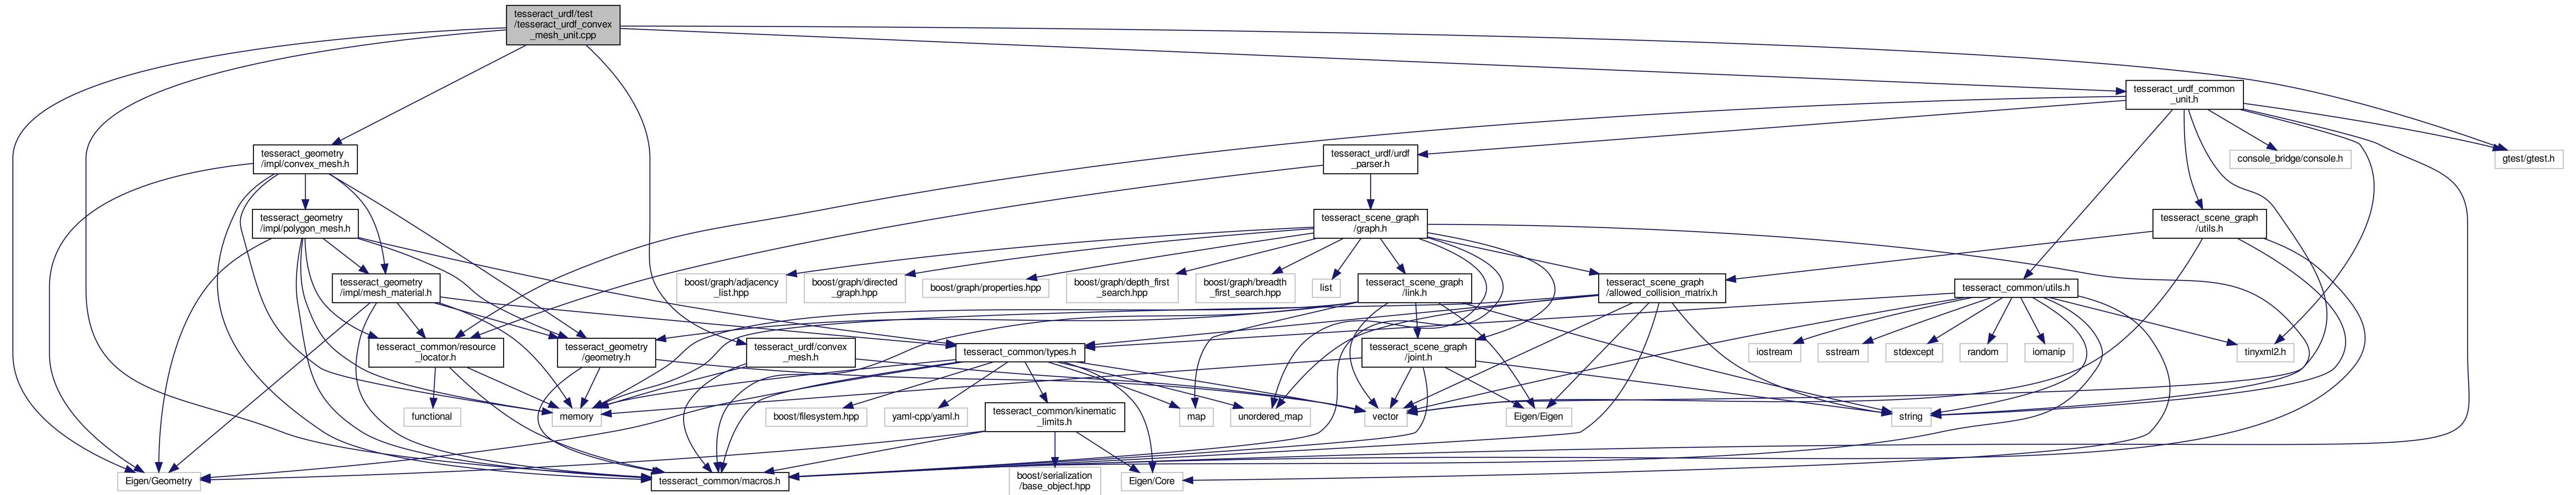 tesseract_urdf/test
/tesseract_urdf_convex
_mesh_unit.cpp
tesseract_urdf_common
_unit.h
tesseract_geometry
/impl/convex_mesh.h
tesseract_urdf/urdf
_parser.h
console_bridge/console.h
gtest/gtest.h
tesseract_geometry
/impl/polygon_mesh.h
tesseract_scene_graph
/graph.h
tesseract_scene_graph
/utils.h
tesseract_geometry
/impl/mesh_material.h
boost/graph/adjacency
_list.hpp
boost/graph/directed
_graph.hpp
boost/graph/properties.hpp
boost/graph/depth_first
_search.hpp
boost/graph/breadth
_first_search.hpp
list
tesseract_scene_graph
/link.h
tesseract_scene_graph
/allowed_collision_matrix.h
tesseract_common/utils.h
tesseract_common/resource
_locator.h
tesseract_geometry
/geometry.h
tesseract_urdf/convex
_mesh.h
tesseract_common/types.h
tesseract_scene_graph
/joint.h
iostream
sstream
stdexcept
random
iomanip
tinyxml2.h
functional
memory
boost/filesystem.hpp
yaml-cpp/yaml.h
tesseract_common/kinematic
_limits.h
map
unordered_map
vector
Eigen/Eigen
string
Eigen/Geometry
tesseract_common/macros.h
boost/serialization
/base_object.hpp
Eigen/Core